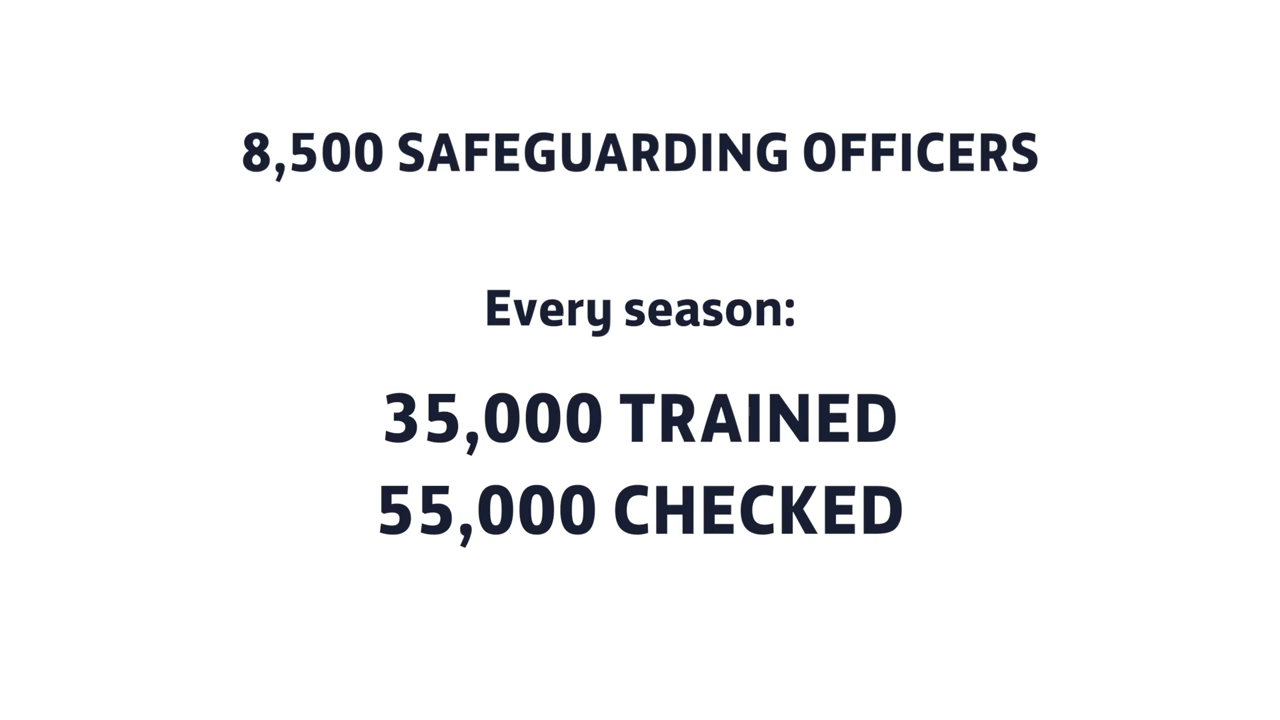 8,500 SAFEGUARDING OFFICERS
Every season:
35,000 TRAINED
55,000 CHECKED